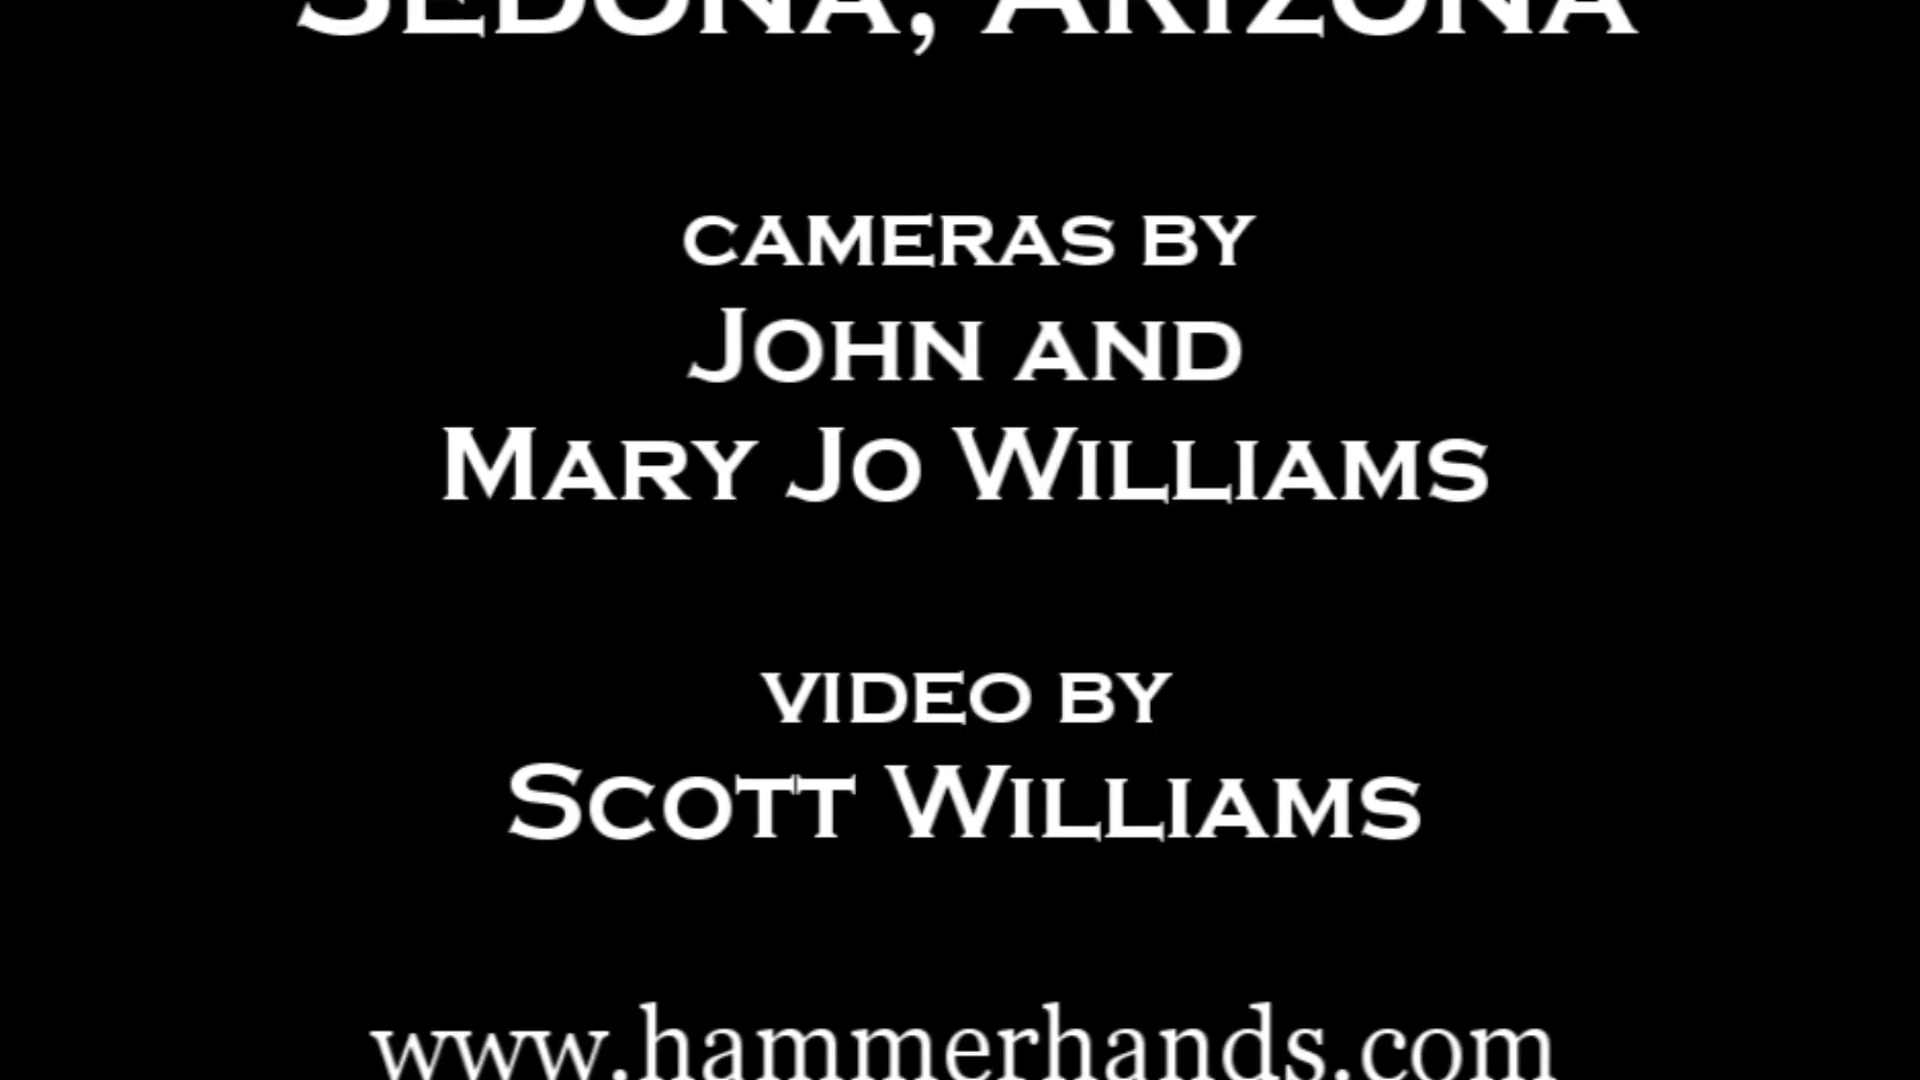 Sedona, Arizona
cameras by
John and
Mary Jo Williams
video by
Scott Williams
www.hammerhands.com